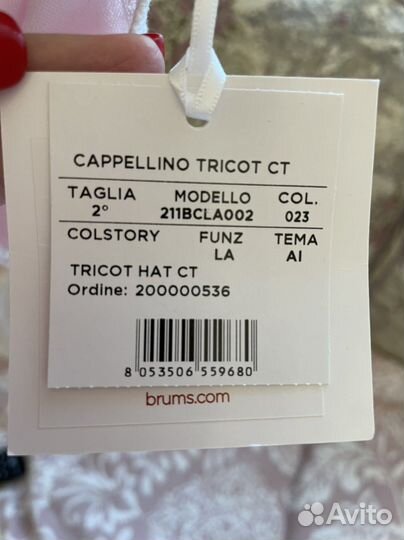 CAPPELLINO TRICOT CT
TAGLIA MODELLO COL.
2° 211BCLA002 023
COLSTORY FUNZ TEMA
LA AI
TRICOT HAT CT
Ordine: 200000536
8 053506 559680
brums.com
Avito